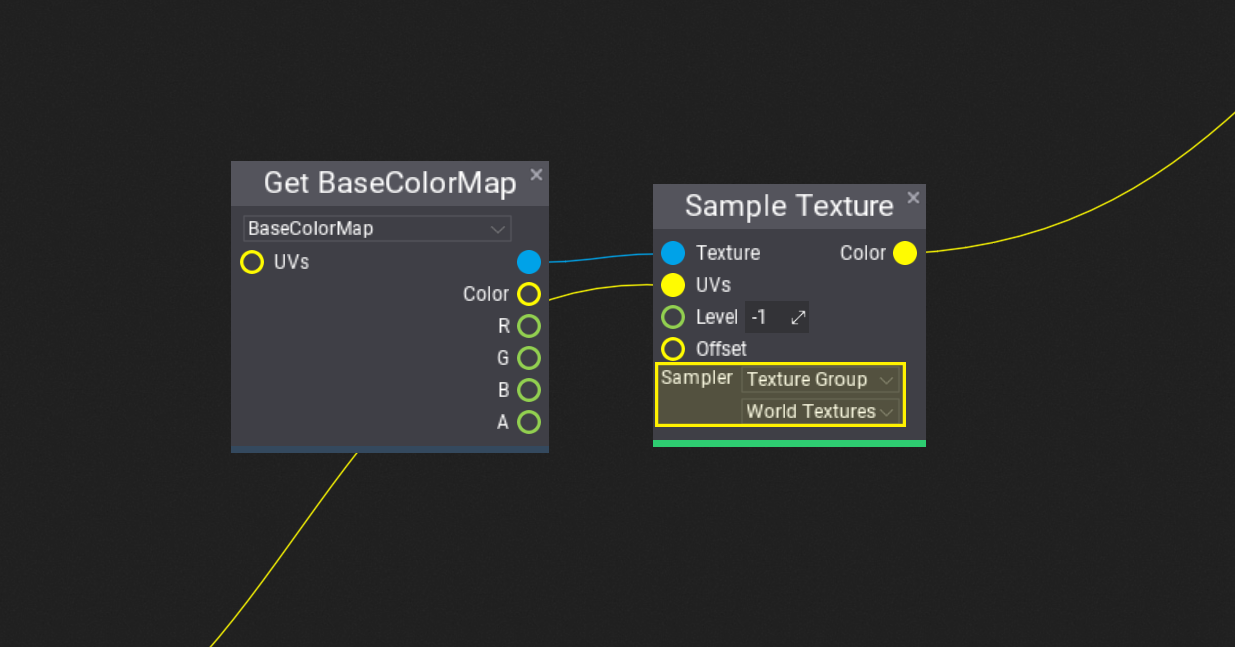 Get BaseColorMap
BaseColorMap
UVs
Color
R
G
B
A
Sample Texture
Texture Color
UVs
Level -1
Offset
Sampler Texture Group
World Textures